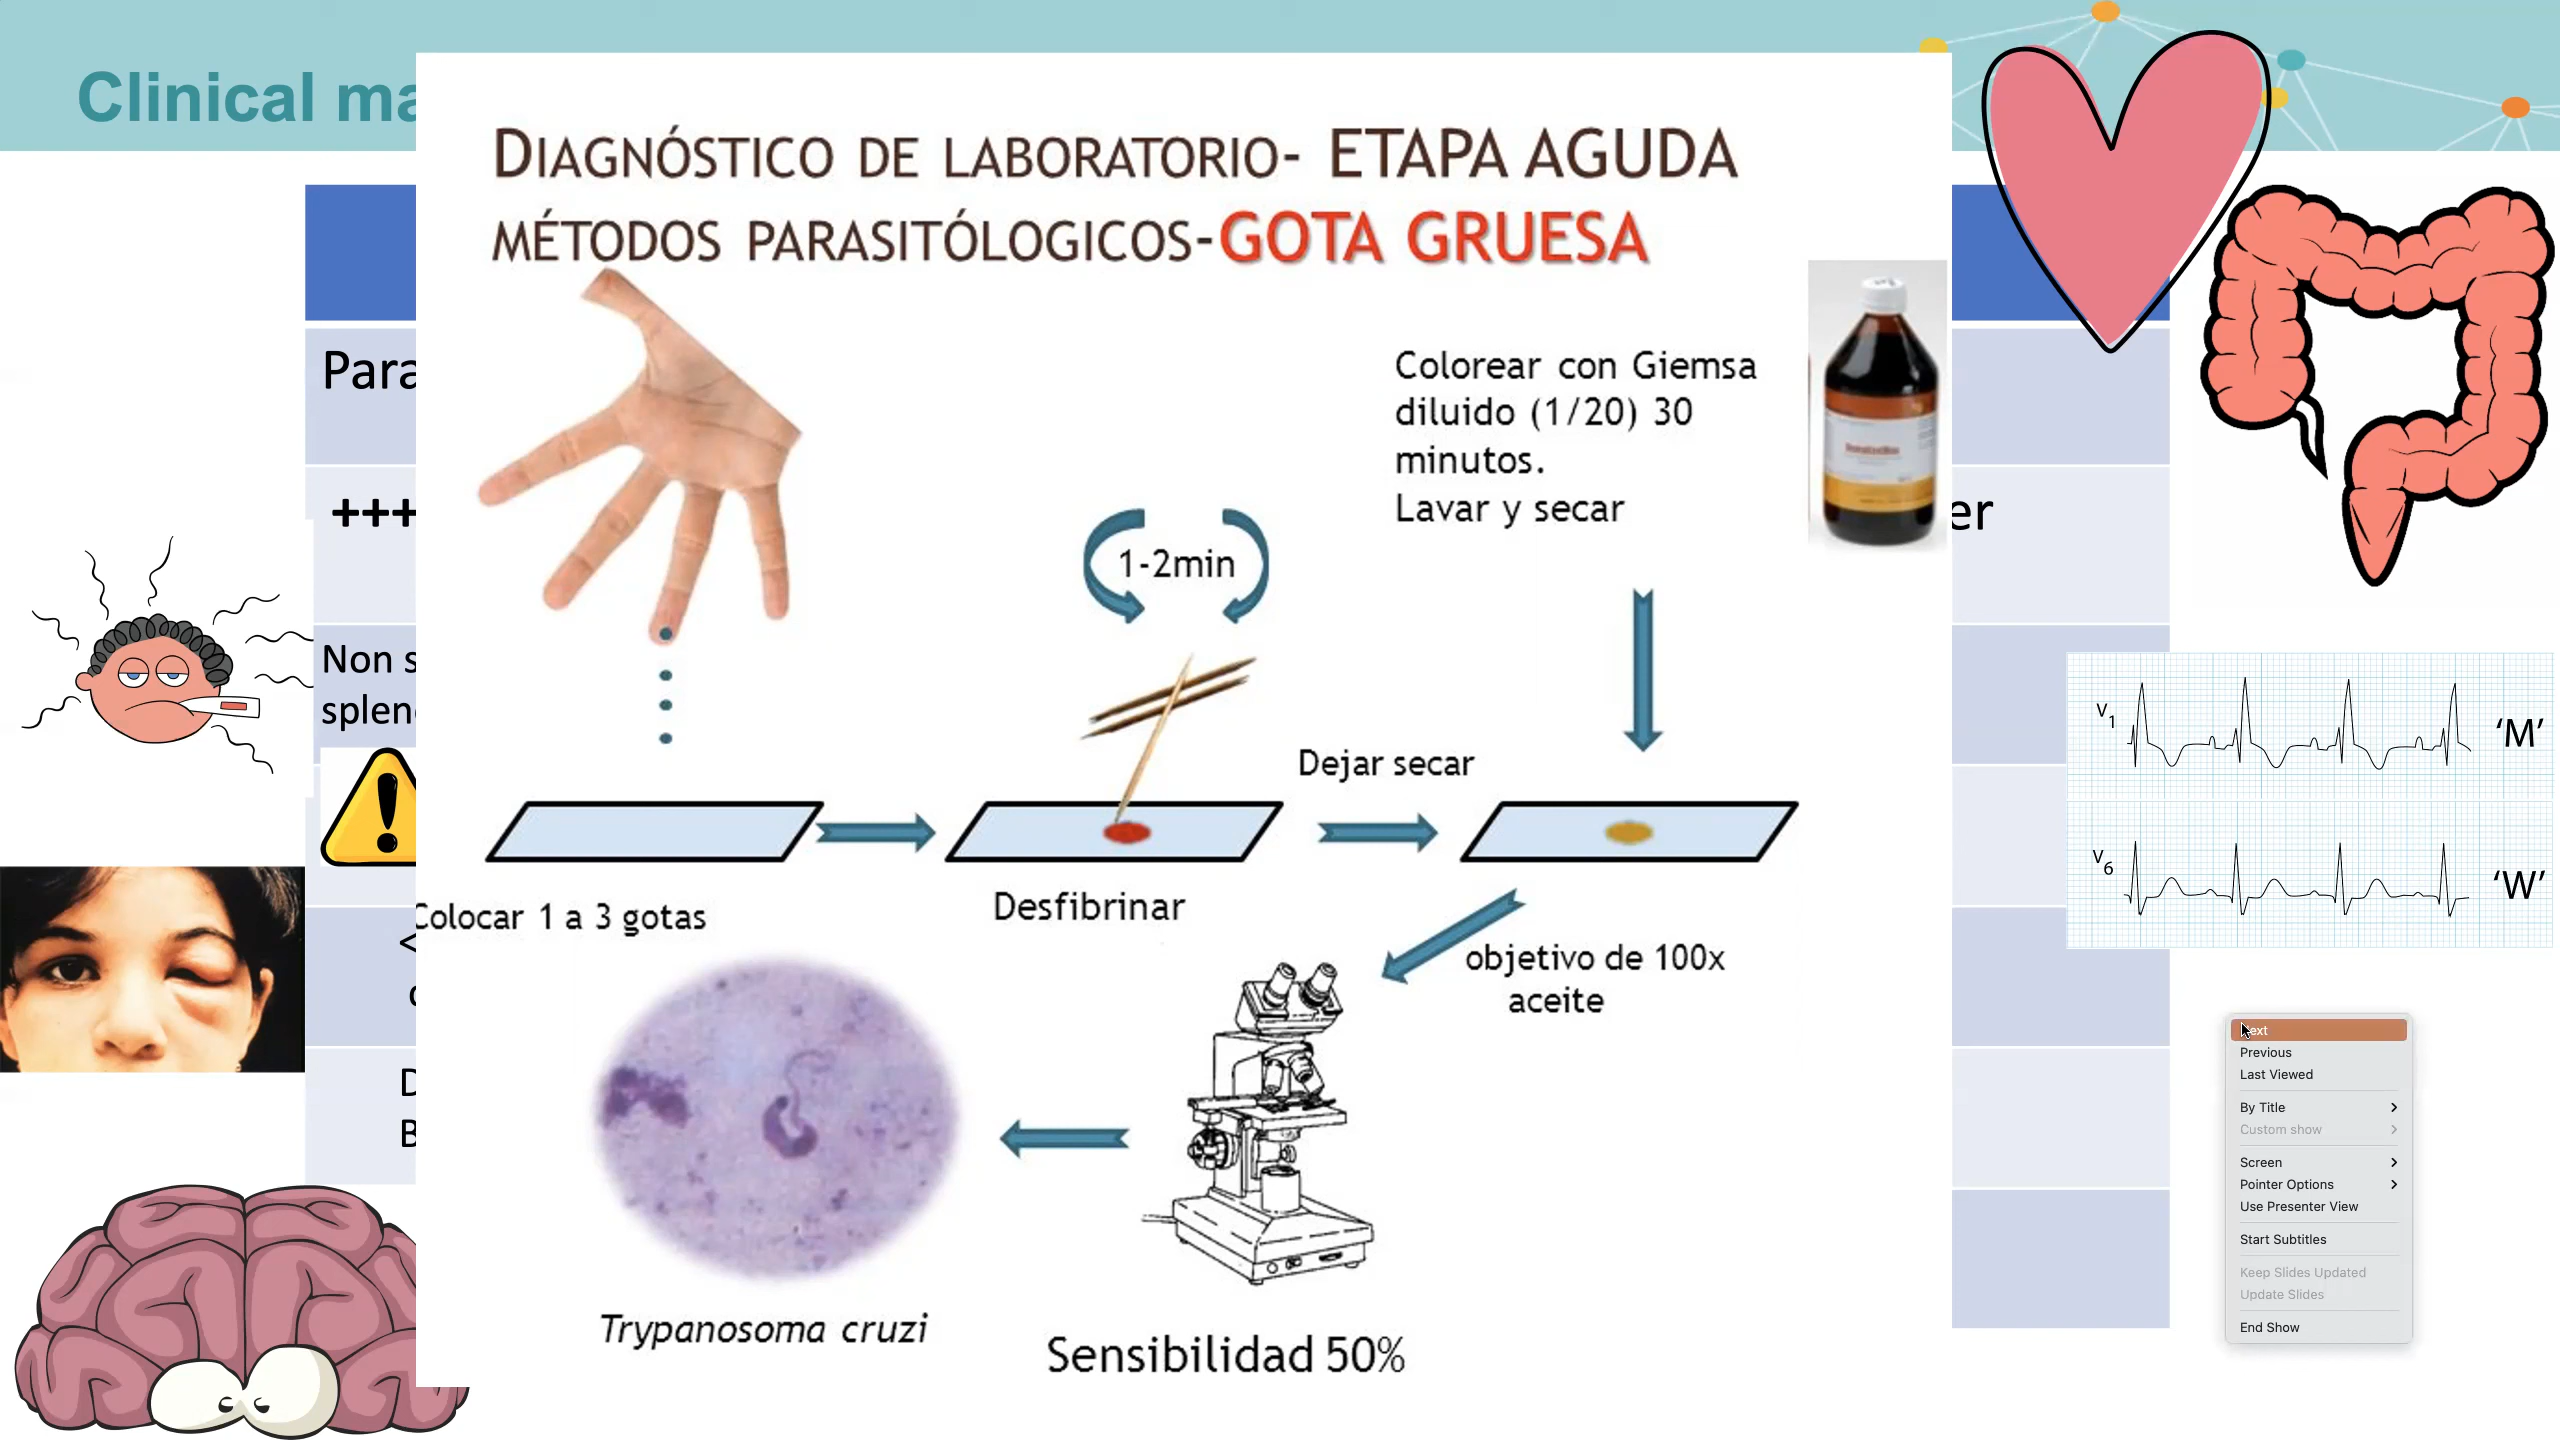 Clinical ma
DIAGNÓSTICO DE LABORATORIO- ETAPA AGUDA
MÉTODOS PARASITÓLOGICOS-GOTA GRUESA
Para
+++
er
Non s
splen
<
D
B
Colorear con Giemsa
diluido (1/20) 30
minutos.
Lavar y secar
1-2min
Dejar secar
Colocar 1 a 3 gotas
Desfibrinar
objetivo de 100x
aceite
Trypanosoma cruzi
Sensibilidad 50%
V1
'M'
V6
'W'
Previous
Last Viewed
By Title
Custom show
Screen
Pointer Options
Use Presenter View
Start Subtitles
Keep Slides Updated
Update Slides
End Show